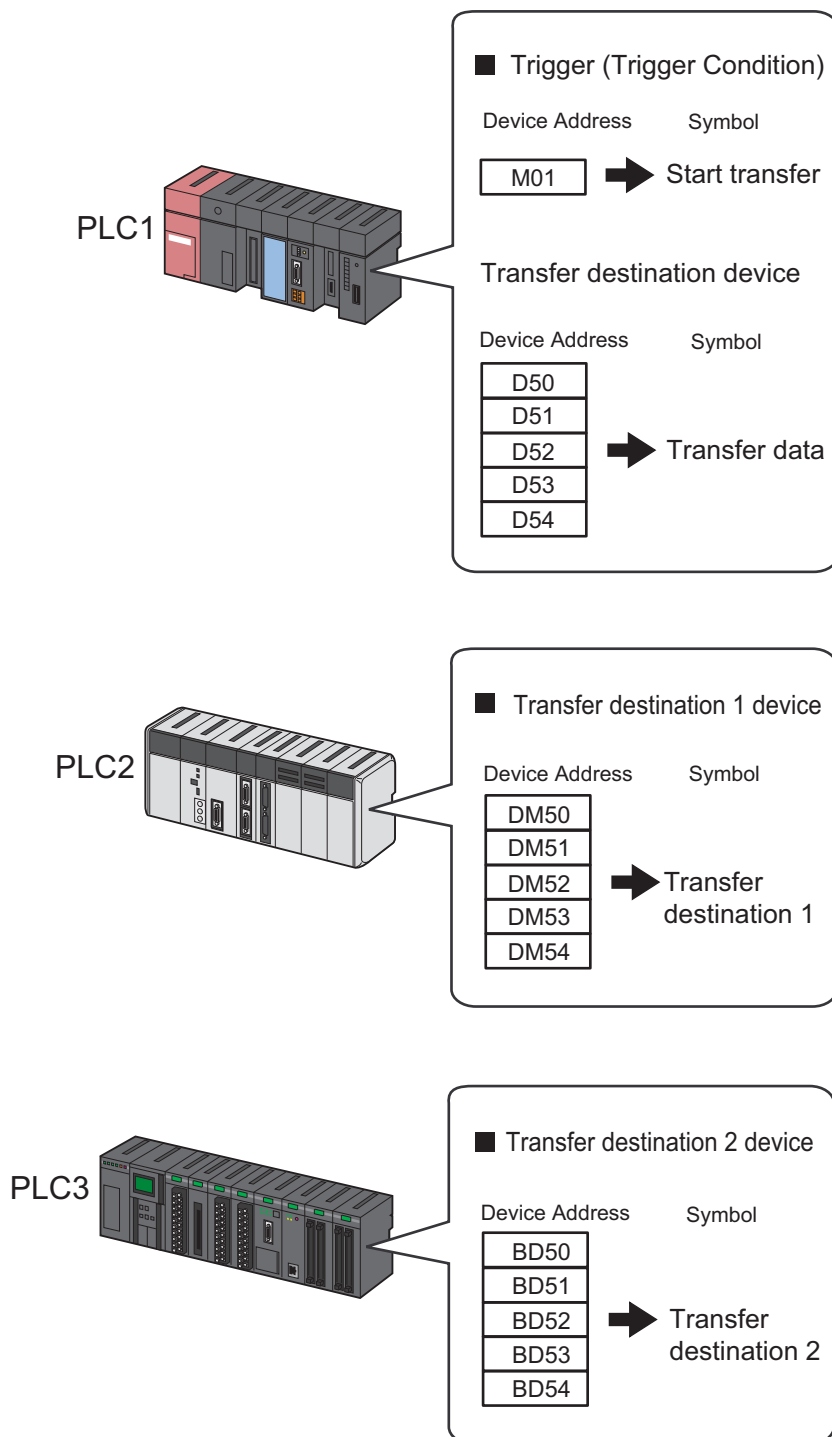 ■ Trigger (Trigger Condition)
Device Address Symbol
M01 Start transfer
PLC1
Transfer destination device
Device Address Symbol
D50
D51
D52 Transfer data
D53
D54
■ Transfer destination 1 device
PLC2
Device Address Symbol
DM50
DM51
DM52 Transfer
DM53 destination 1
DM54
■ Transfer destination 2 device
PLC3
Device Address Symbol
BD50
BD51
BD52 Transfer
BD53 destination 2
BD54